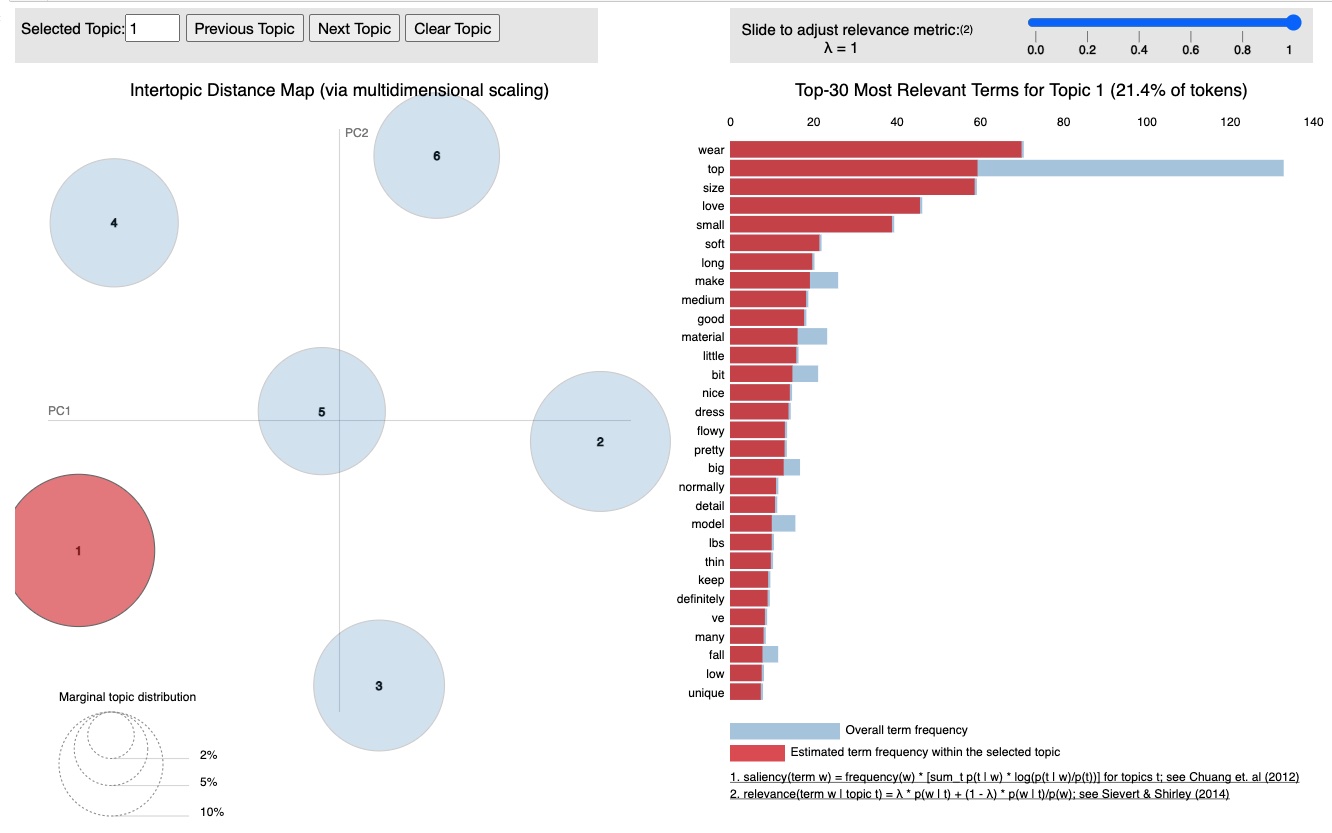 Selected Topic: 1 Previous Topic Next Topic Clear Topic
Slide to adjust relevance metric:(2)
λ = 1
0.0 0.2 0.4 0.6 0.8 1
Intertopic Distance Map (via multidimensional scaling)
PC2
6
4
5
PC1
2
1
3
Marginal topic distribution
2%
5%
10%
Top-30 Most Relevant Terms for Topic 1 (21.4% of tokens)
0 20 40 60 80 100 120 140
wear
top
size
love
small
soft
long
make
medium
good
material
little
bit
nice
dress
flowy
pretty
big
normally
detail
model
lbs
thin
keep
definitely
ve
many
fall
low
unique
Overall term frequency
Estimated term frequency within the selected topic
1. saliency(term w) = frequency(w) * [sum_t p(t | w) * log(p(t | w)/p(t))] for topics t; see Chuang et. al (2012)
2. relevance(term w | topic t) = λ * p(w | t) + (1 - λ) * p(w | t)/p(w); see Sievert & Shirley (2014)